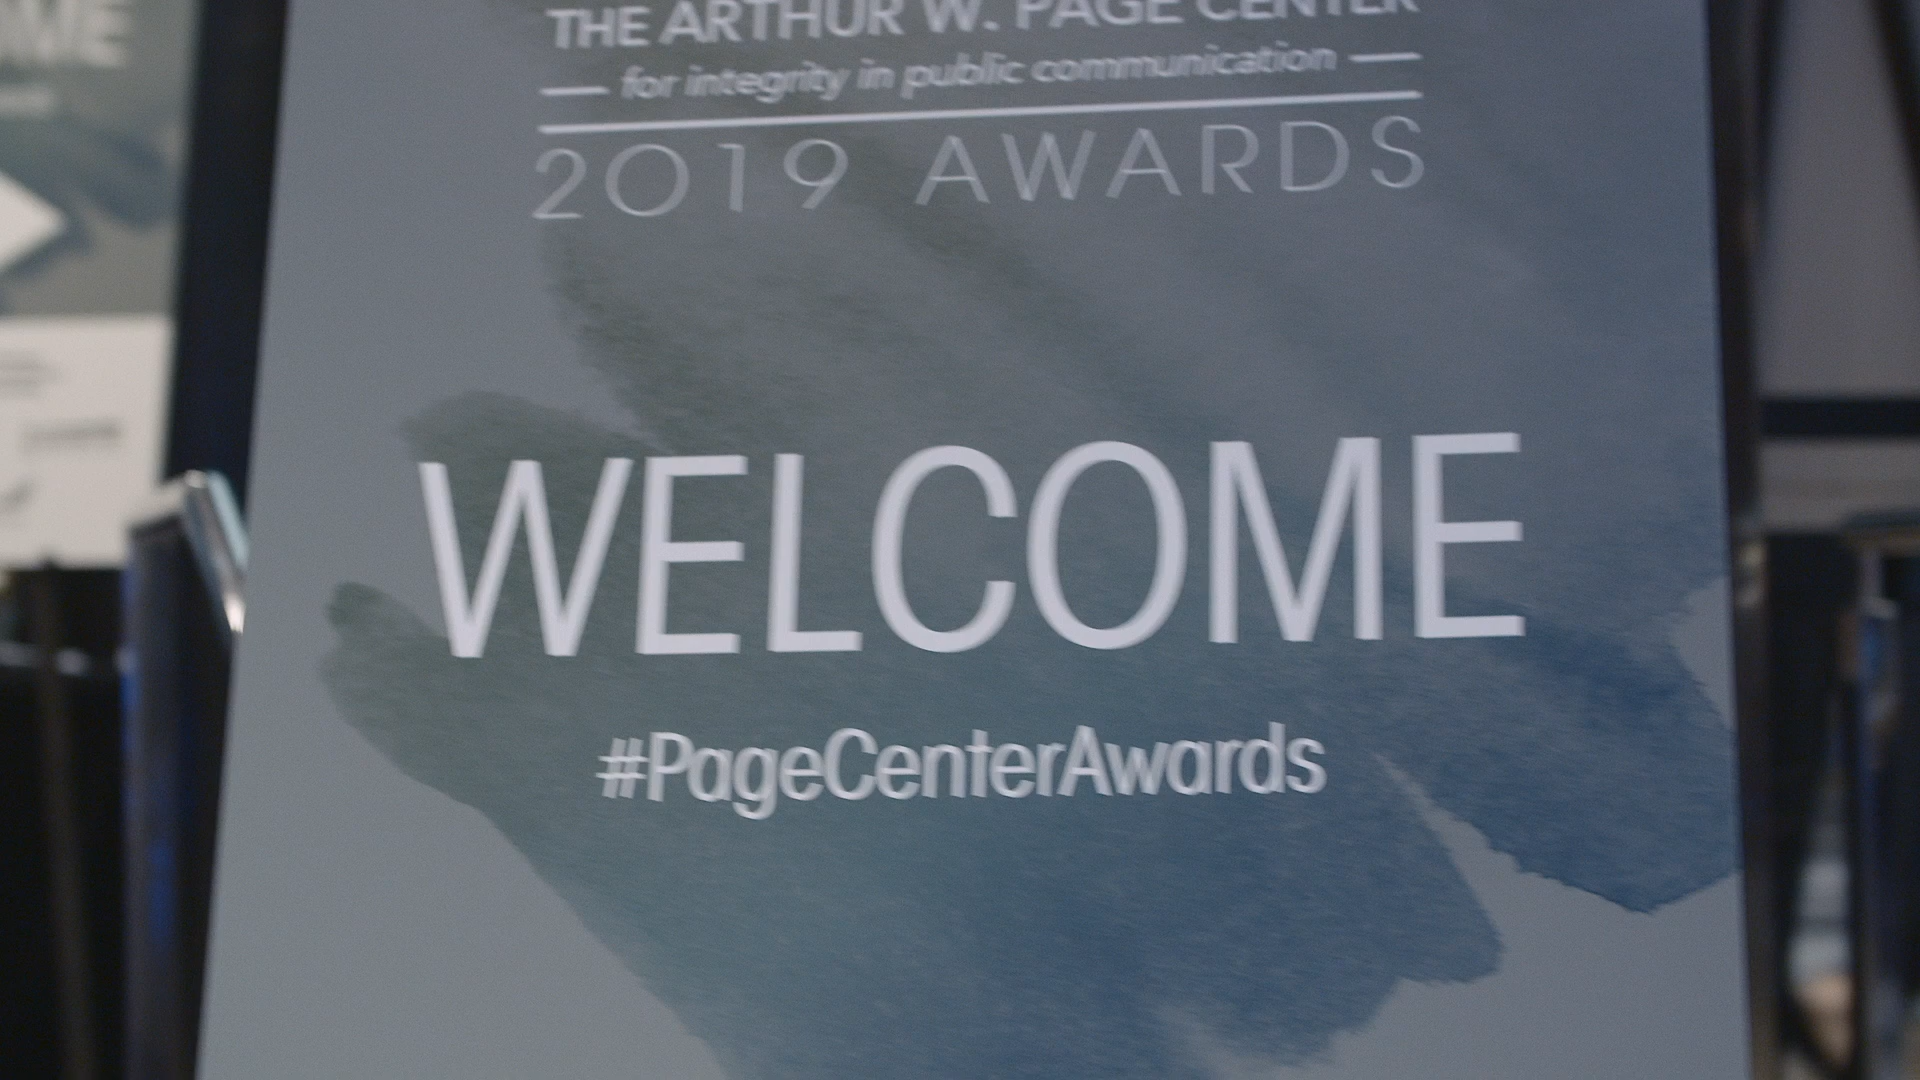 THE ARTHUR W. PAGE CENTER
for integrity in public communication
2019 AWARDS
WELCOME
#PageCenterAwards